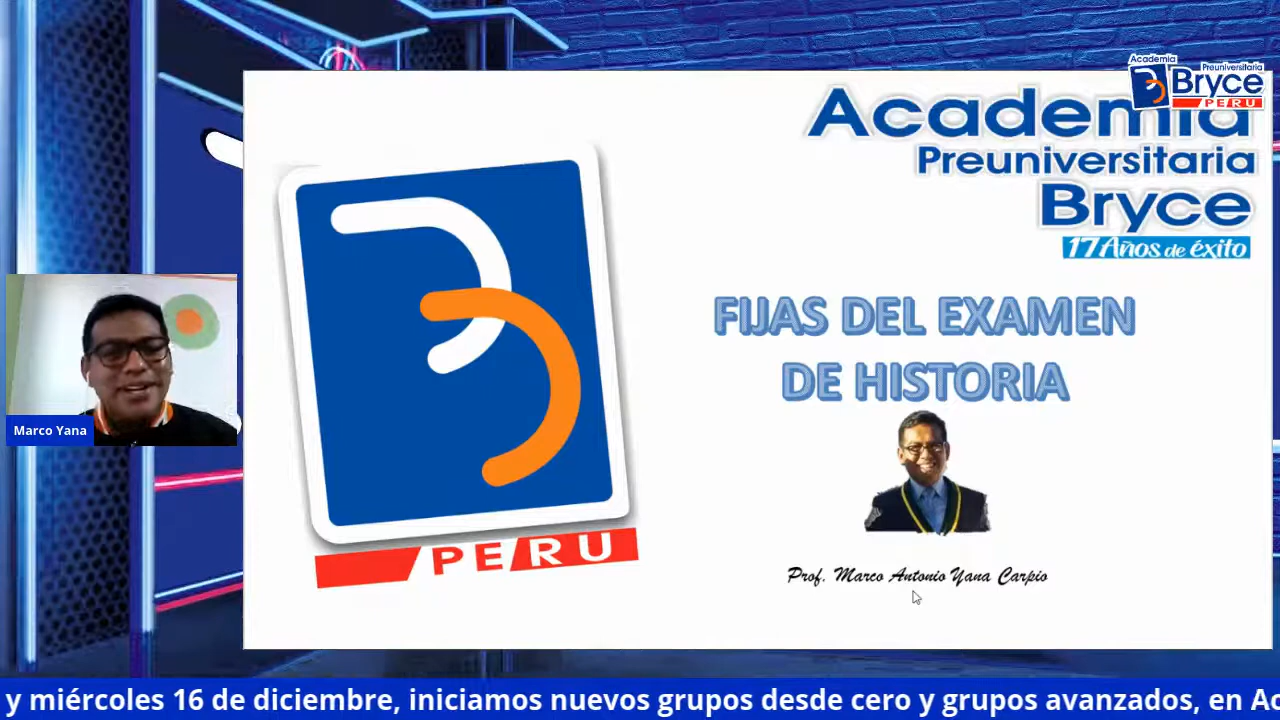 Academia
Preuniversitaria
Bryce
PERU
Academia
Preuniversitaria
Bryce
17 Años de éxito
FIJAS DEL EXAMEN
DE HISTORIA
Marco Yana
PERU
Prof. Marco Antonio Yana Carpio
y miércoles 16 de diciembre, iniciamos nuevos grupos desde cero y grupos avanzados, en Ac